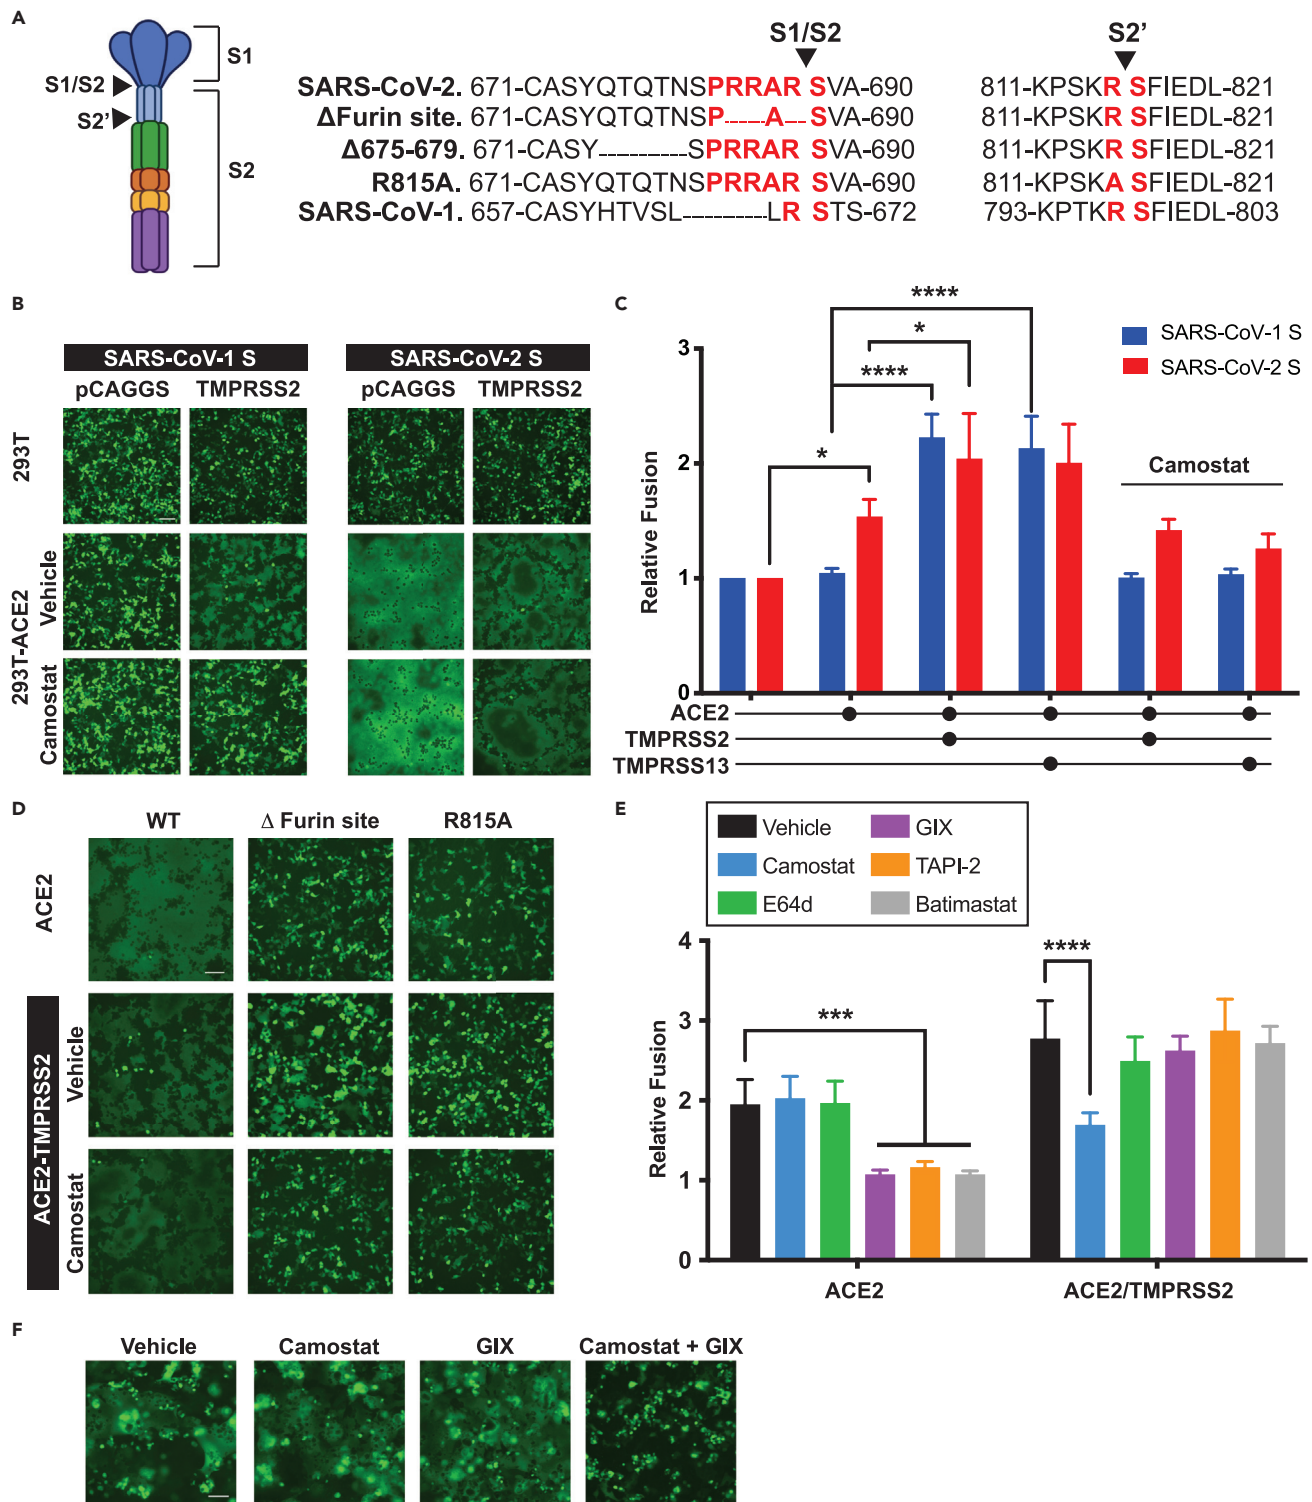 A
S1
S1/S2
S2'
S2
S1/S2
S2'
SARS-CoV-2. 671-CASYQTQTNSPRRAR SVA-690 811-KPSKR SFIEDL-821
ΔFurin site. 671-CASYQTQTNSP-----A-- SVA-690 811-KPSKR SFIEDL-821
Δ675-679. 671-CASY----------SPRRAR SVA-690 811-KPSKR SFIEDL-821
R815A. 671-CASYQTQTNSPRRAR SVA-690 811-KPSKA SFIEDL-821
SARS-CoV-1. 657-CASYHTVSL----------LR STS-672 793-KPTKR SFIEDL-803
B
SARS-CoV-1 S SARS-CoV-2 S
pCAGGS TMPRSS2 pCAGGS TMPRSS2
293T
293T-ACE2
Vehicle
Camostat
C
SARS-CoV-1 S
SARS-CoV-2 S
Relative Fusion
3
2
1
0
****
*
****
*
Camostat
ACE2
TMPRSS2
TMPRSS13
D
WT Δ Furin site R815A
ACE2
ACE2-TMPRSS2
Vehicle
Camostat
E
Vehicle GIX
Camostat TAPI-2
E64d Batimastat
Relative Fusion
4
3
2
1
0
***
****
ACE2 ACE2/TMPRSS2
F
Vehicle Camostat GIX Camostat + GIX